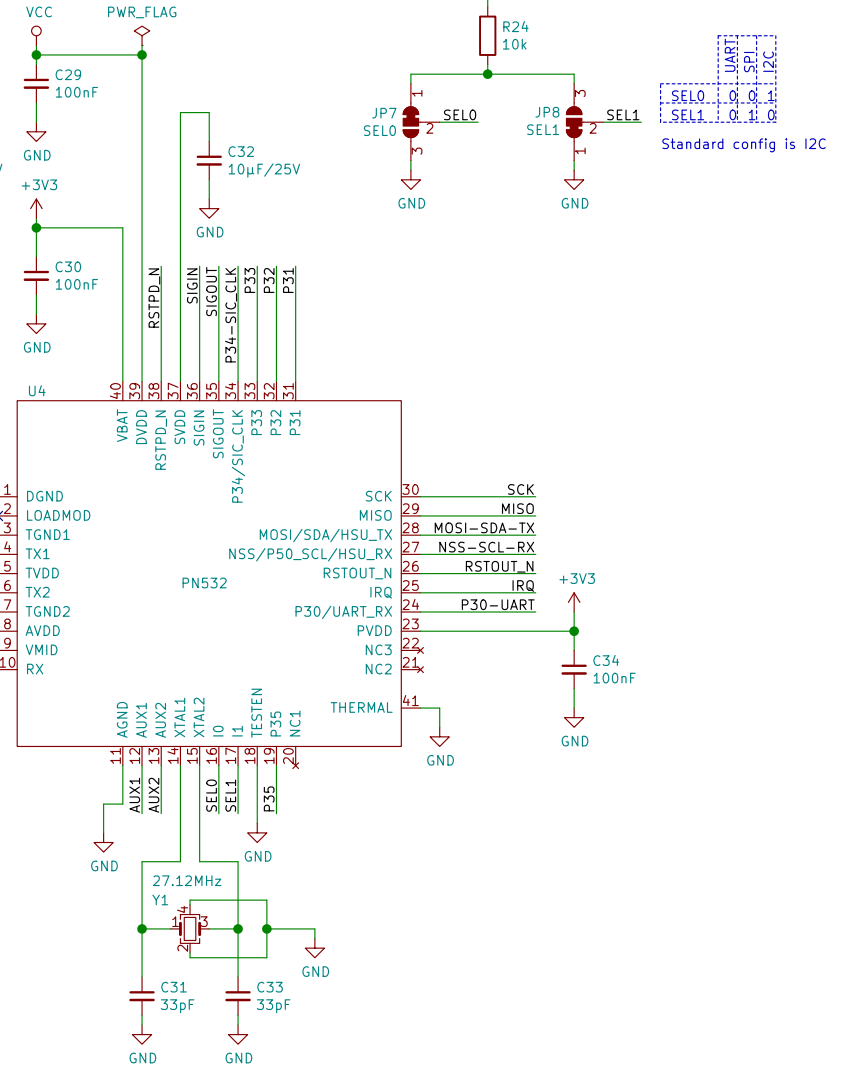 VCC
PWR_FLAG
C29
100nF
GND
+3V3
C30
100nF
GND
C32
10µF/25V
GND
R24
10k
JP7
SEL0
1
2
3
SEL0
GND
JP8
SEL1
3
2
1
SEL1
GND
UART SPI I2C
SEL0 0 0 1
SEL1 0 1 0
Standard config is I2C
RSTPD_N
SIGIN
SIGOUT
P34-SIC_CLK
P33
P32
P31
U4
40 39 38 37 36 35 34 33 32 31
VBAT
DVDD
RSTPD_N
SVDD
SIGIN
SIGOUT
P34/SIC_CLK
P33
P32
P31
1 DGND
2 LOADMOD
3 TGND1
4 TX1
5 TVDD
6 TX2
7 TGND2
8 AVDD
9 VMID
10 RX
PN532
SCK 30 SCK
MISO 29 MISO
MOSI/SDA/HSU_TX 28 MOSI-SDA-TX
NSS/P50_SCL/HSU_RX 27 NSS-SCL-RX
RSTOUT_N 26 RSTOUT_N
IRQ 25 IRQ
P30/UART_RX 24 P30-UART
PVDD 23
NC3 22
NC2 21
THERMAL 41
GND
+3V3
C34
100nF
GND
AGND
AUX1
AUX2
XTAL1
XTAL2
I0
I1
TESTEN
P35
NC1
11 12 13 14 15 16 17 18 19 20
AUX1
AUX2
SEL0
SEL1
P35
GND
GND
27.12MHz
Y1
4
1
3
2
GND
C31
33pF
GND
C33
33pF
GND